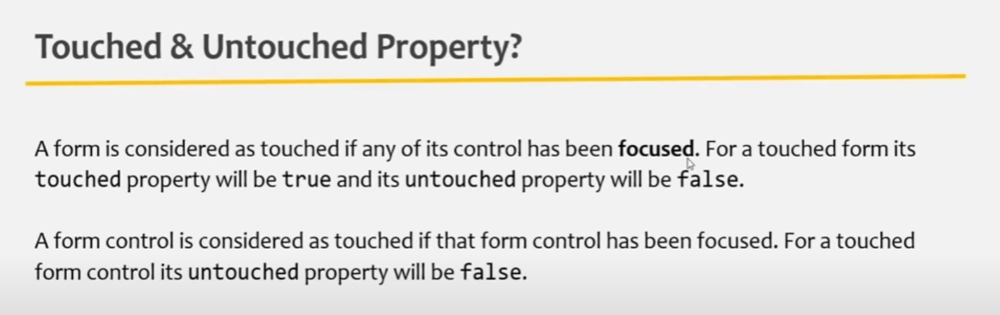 Touched & Untouched Property?
A form is considered as touched if any of its control has been focused. For a touched form its
touched property will be true and its untouched property will be false.
A form control is considered as touched if that form control has been focused. For a touched
form control its untouched property will be false.